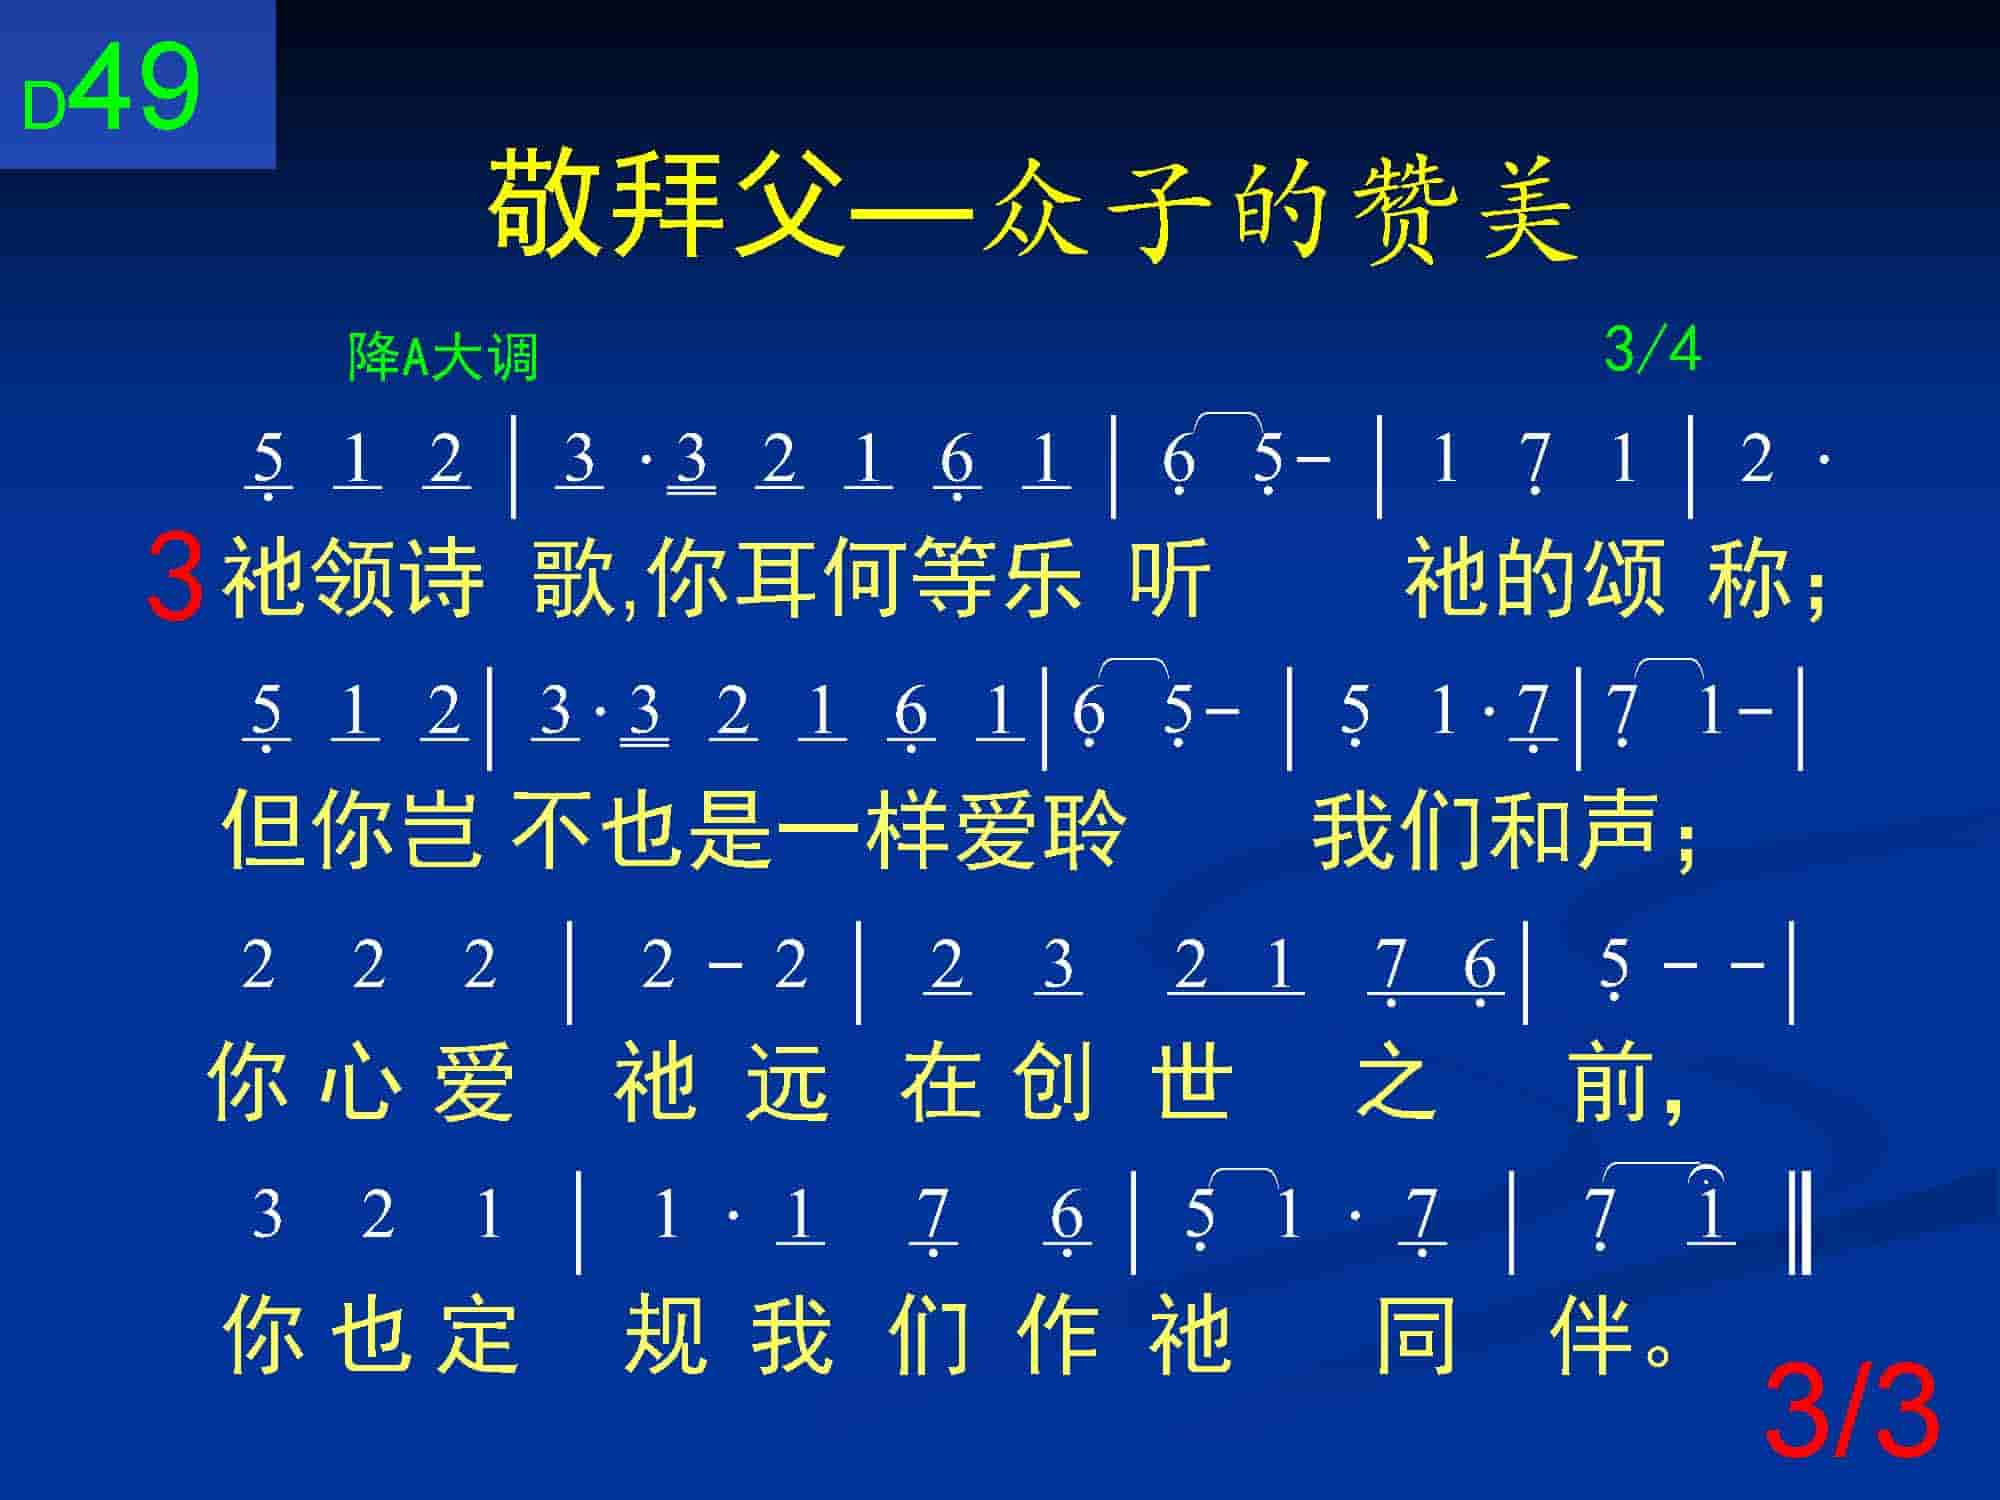 D49
敬拜父—众子的赞美
降A大调 3/4
5 1 2 | 3 · 3 2 1 6 1 | 6 5 - | 1 7 1 | 2 ·
3 祂领诗 歌,你耳何等乐 听 祂的颂 称；
5 1 2 | 3 · 3 2 1 6 1 | 6 5 - | 5 1 · 7 | 7 1 - |
但你岂 不也是一样爱聆 我们和声；
2 2 2 | 2 - 2 | 2 3 2 1 7 6 | 5 - - |
你 心 爱 祂 远 在 创 世 之 前，
3 2 1 | 1 · 1 7 6 | 5 1 · 7 | 7 1 ‖
你 也 定 规 我 们 作 祂 同 伴。
3/3